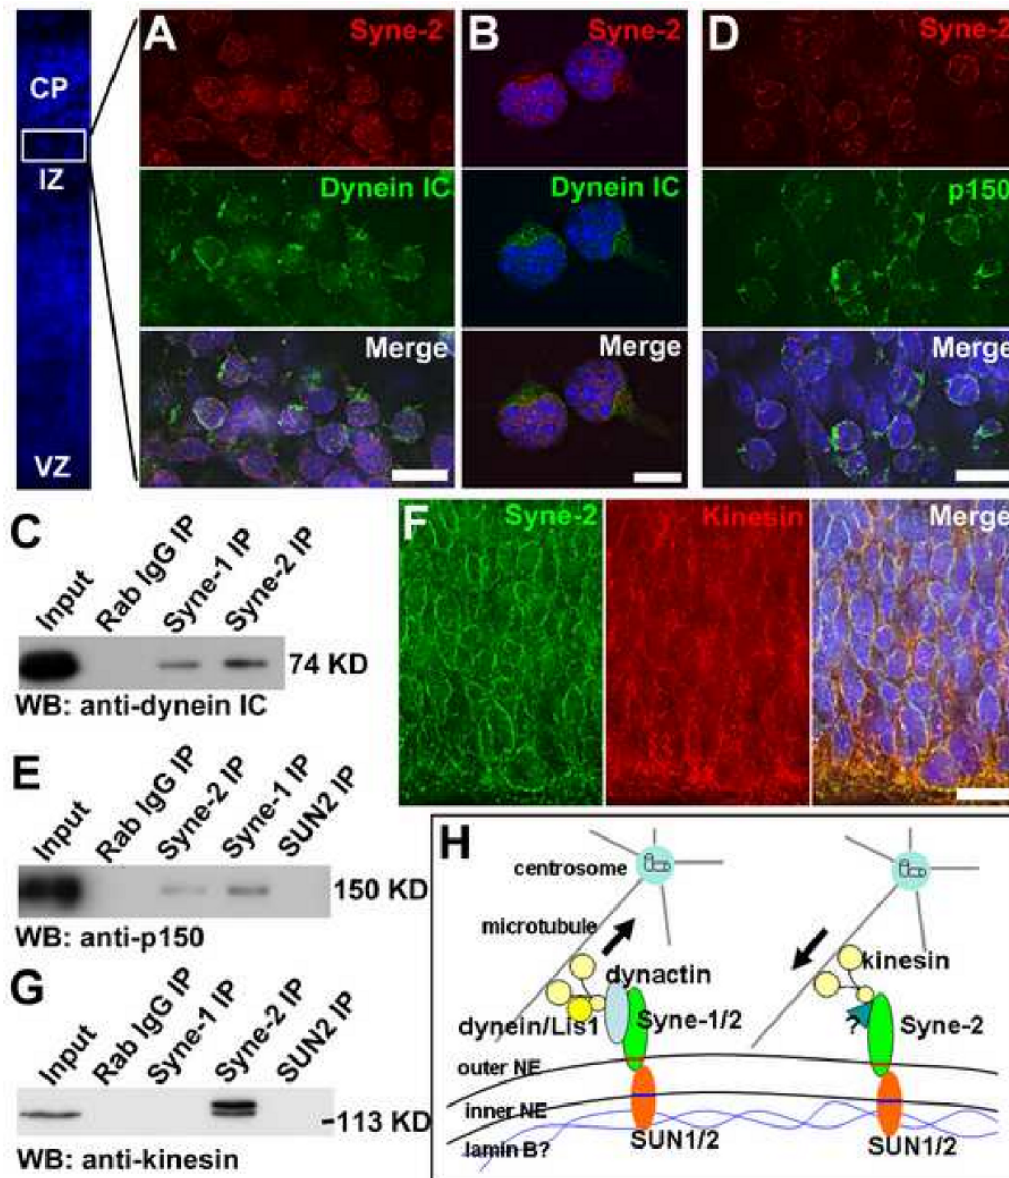 CP
IZ
VZ
A
Syne-2
Dynein IC
Merge
B
Syne-2
Dynein IC
Merge
D
Syne-2
p150
Merge
C
Input
Rab IgG IP
Syne-1 IP
Syne-2 IP
74 KD
WB: anti-dynein IC
E
Input
Rab IgG IP
Syne-2 IP
Syne-1 IP
SUN2 IP
150 KD
WB: anti-p150
G
Input
Rab IgG IP
Syne-1 IP
Syne-2 IP
SUN2 IP
-113 KD
WB: anti-kinesin
F
Syne-2
Kinesin
Merge
H
centrosome
microtubule
dynactin
dynein/Lis1
Syne-1/2
outer NE
inner NE
lamin B?
SUN1/2
kinesin
?
Syne-2
SUN1/2